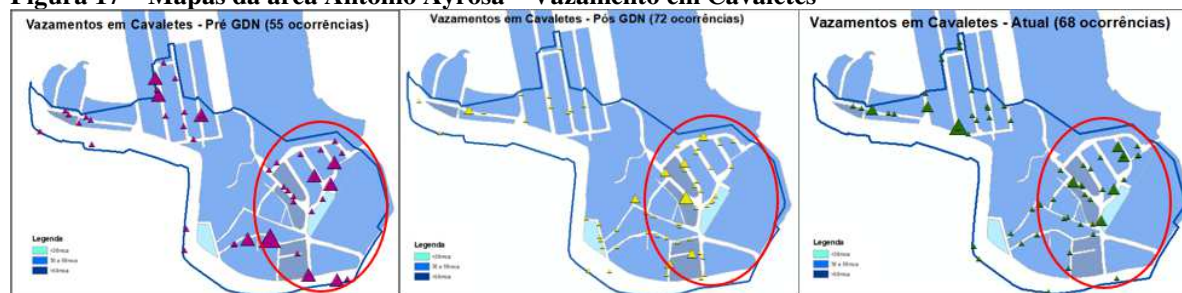 Figura 17 – Mapas da área Antônio Ayrosa – Vazamento em Cavaletes
Vazamentos em Cavaletes - Pré GDN (55 ocorrências)
Vazamentos em Cavaletes - Pós GDN (72 ocorrências)
Vazamentos em Cavaletes - Atual (68 ocorrências)
Legenda
Legenda
Legenda